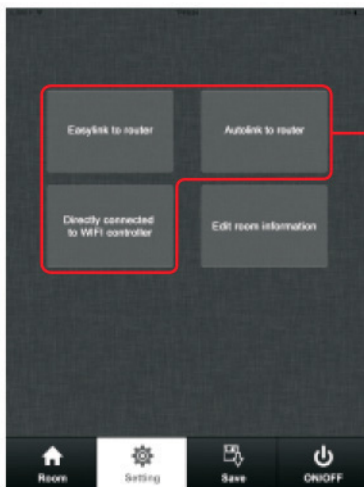 Easylink to router
Autolink to router
Directly connected
to WIFI controller
Edit room information
Room
Setting
Save
ON/OFF